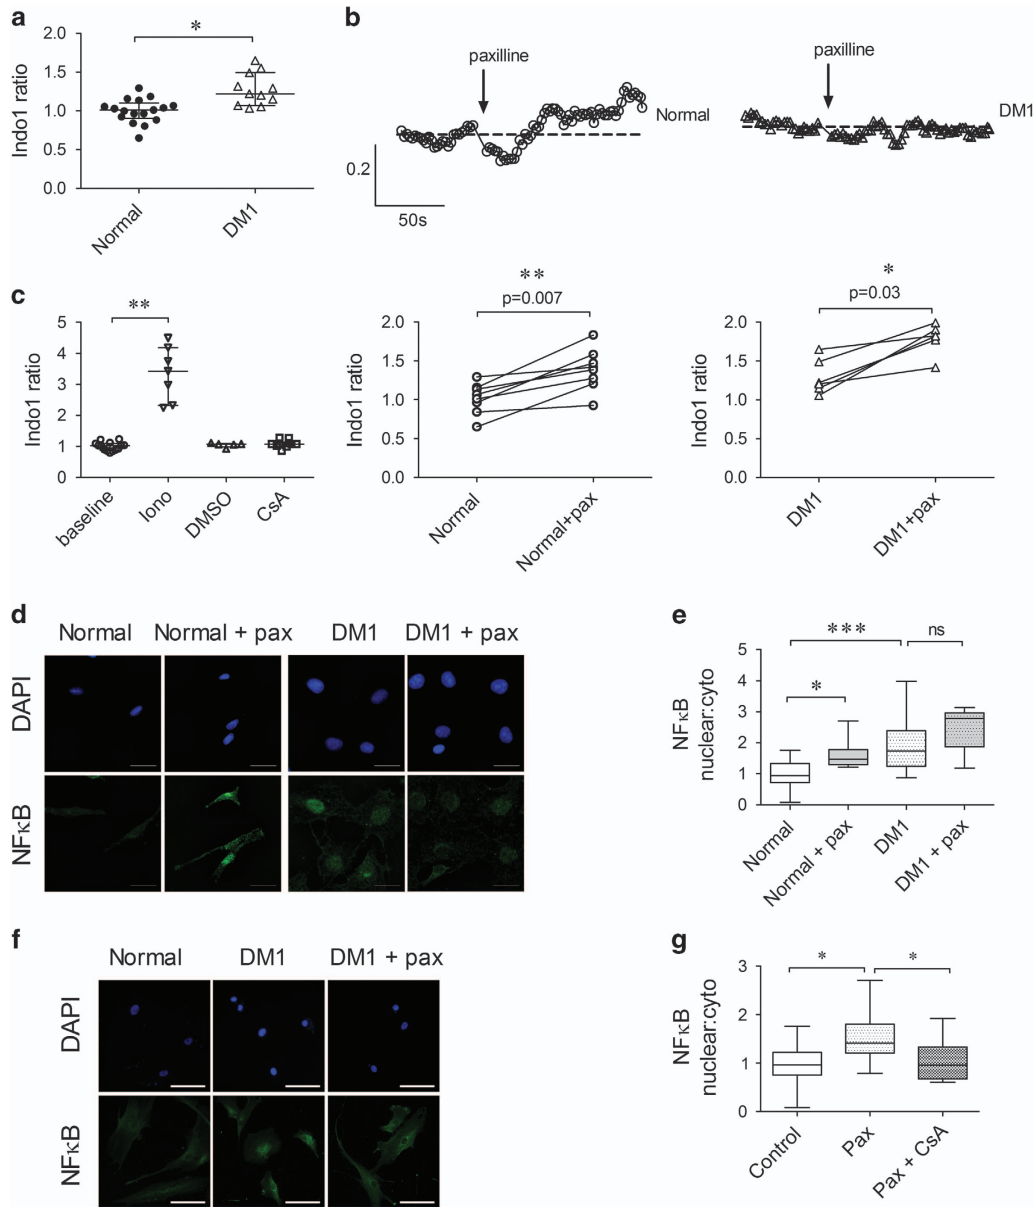 a
*
2.0
1.5
1.0
0.5
0.0
Indo1 ratio
Normal
DM1
b
paxilline
Normal
0.2
50s
paxilline
DM1
c
**
5
4
3
2
1
0
Indo1 ratio
baseline
Iono
DMSO
CsA
**
p=0.007
2.0
1.5
1.0
0.5
0.0
Indo1 ratio
Normal
Normal+pax
*
p=0.03
2.0
1.5
1.0
0.5
0.0
Indo1 ratio
DM1
DM1+pax
d
Normal Normal + pax DM1 DM1 + pax
DAPI
NFκB
e
***
ns
*
5
4
3
2
1
0
NFκB
nuclear:cyto
Normal
Normal + pax
DM1
DM1 + pax
f
Normal DM1 DM1 + pax
DAPI
NFκB
g
* *
3
2
1
0
NFκB
nuclear:cyto
Control
Pax
Pax + CsA